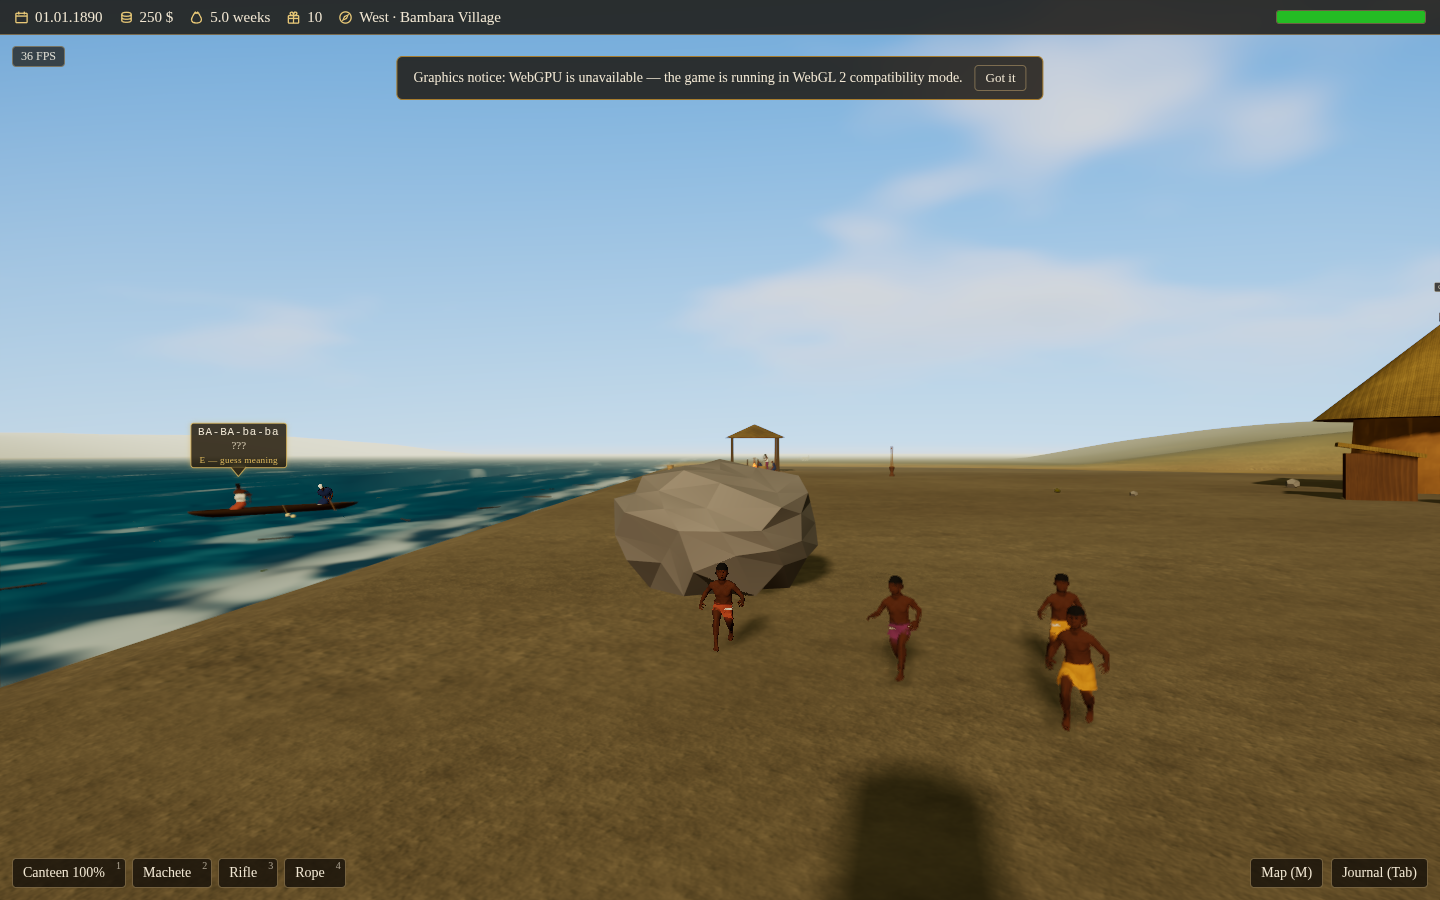 01.01.1890 250 $ 5.0 weeks 10 West · Bambara Village
36 FPS
Graphics notice: WebGPU is unavailable — the game is running in WebGL 2 compatibility mode. Got it
BA-BA-ba-ba
???
E — guess meaning
Canteen 100% 1 Machete 2 Rifle 3 Rope 4 Map (M) Journal (Tab)